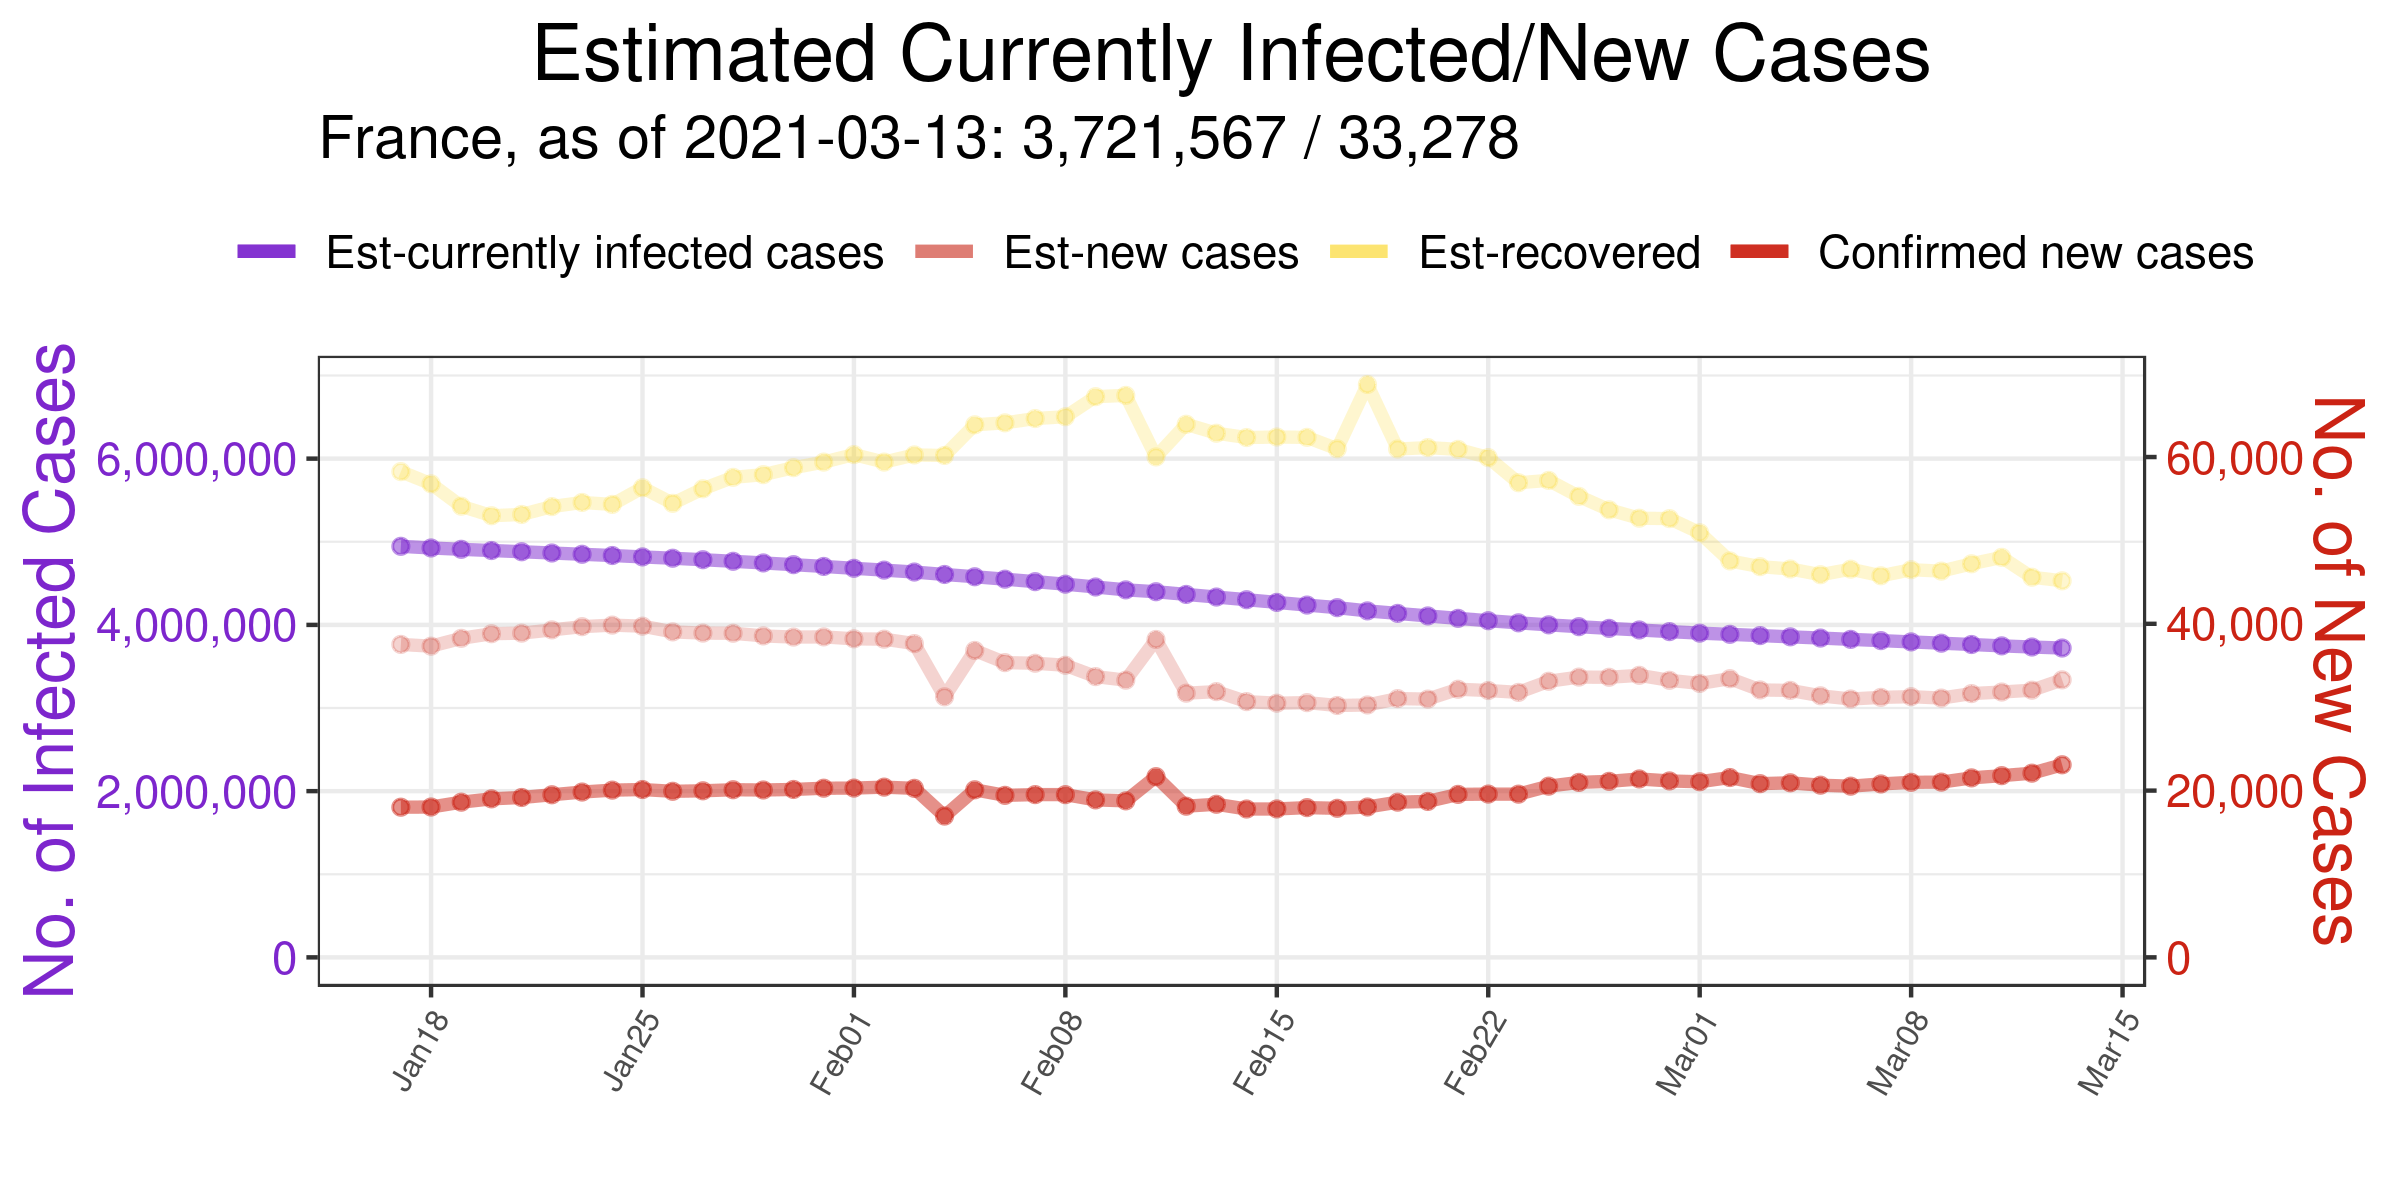 Estimated Currently Infected/New Cases
France, as of 2021-03-13: 3,721,567 / 33,278
Est-currently infected cases Est-new cases Est-recovered Confirmed new cases
No. of Infected Cases
6,000,000
4,000,000
2,000,000
0
60,000
40,000
20,000
0
No. of New Cases
Jan18 Jan25 Feb01 Feb08 Feb15 Feb22 Mar01 Mar08 Mar15